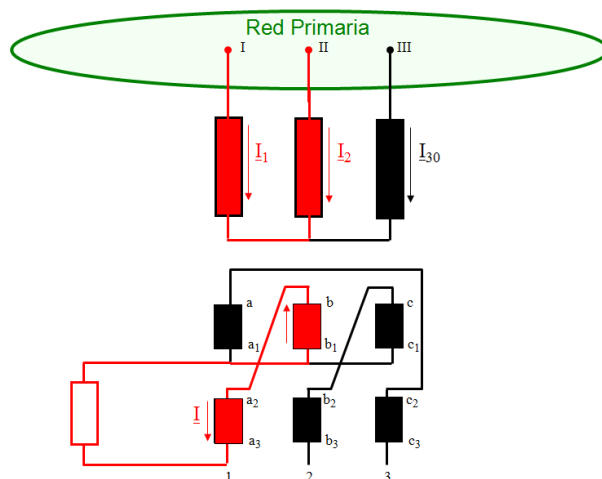 Red Primaria
I II III
I1 I2 I30
a b c
a1 b1 c1
I a2 b2 c2
a3 b3 c3
1 2 3